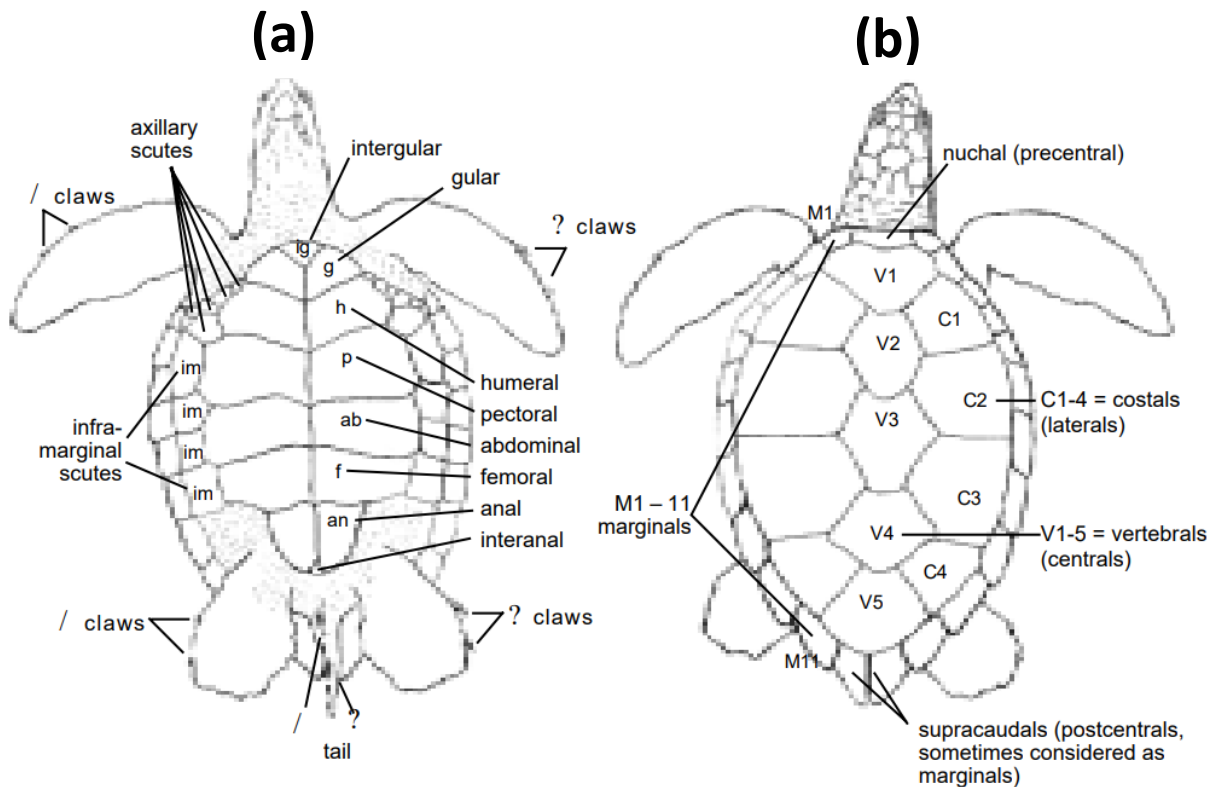 (a)
(b)
axillary
scutes
intergular
gular
/ claws
? claws
ig
g
h
p
im
im
im
im
ab
f
an
humeral
pectoral
abdominal
femoral
anal
interanal
infra-
marginal
scutes
/ claws
? claws
/
?
tail
nuchal (precentral)
M1
V1
C1
V2
C2
C1-4 = costals
(laterals)
V3
C3
M1 – 11
marginals
V4
V1-5 = vertebrals
(centrals)
C4
V5
M11
supracaudals (postcentrals,
sometimes considered as
marginals)